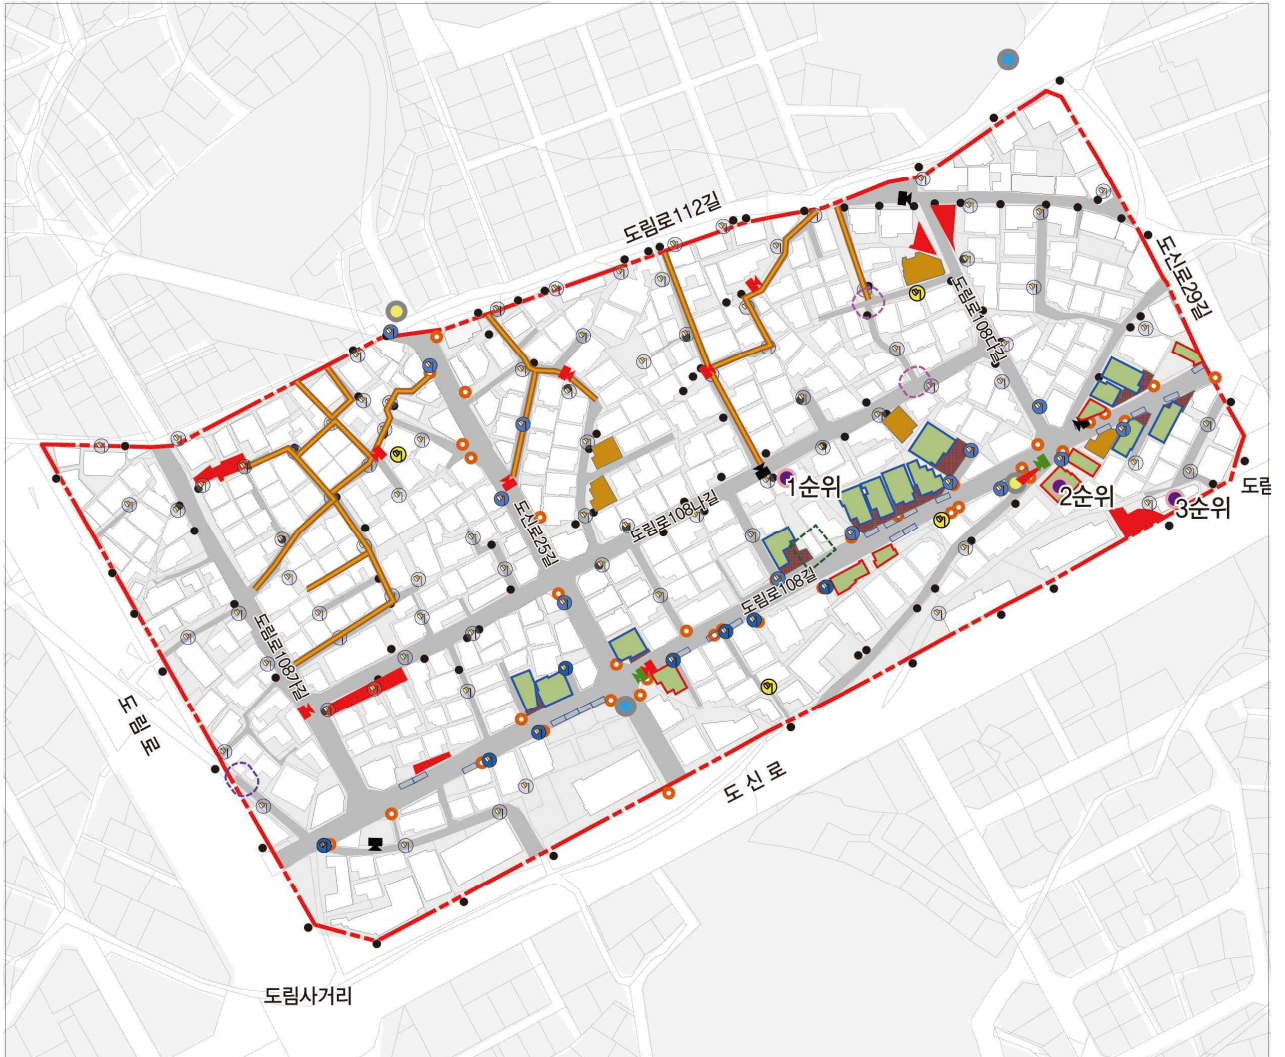 도림로112길
도신로29길
도림로108다길
1순위
2순위
3순위
도림
도신로25길
도림로108나길
도림로108길
도림로108가길
도림로
도신로
도림사거리